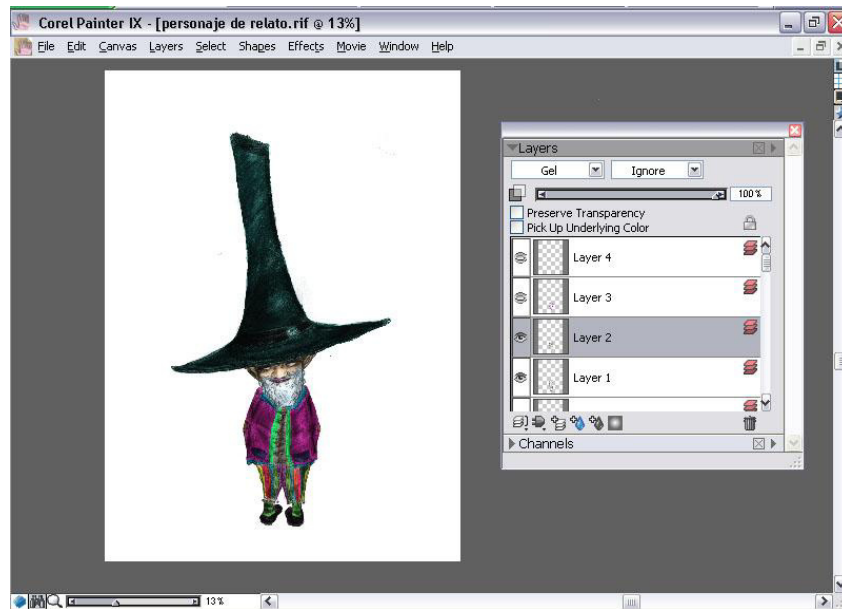 Corel Painter IX - [personaje de relato.rif @ 13%]
File Edit Canvas Layers Select Shapes Effects Movie Window Help
Layers
Gel Ignore
100%
Preserve Transparency
Pick Up Underlying Color
Layer 4
Layer 3
Layer 2
Layer 1
Channels
13%